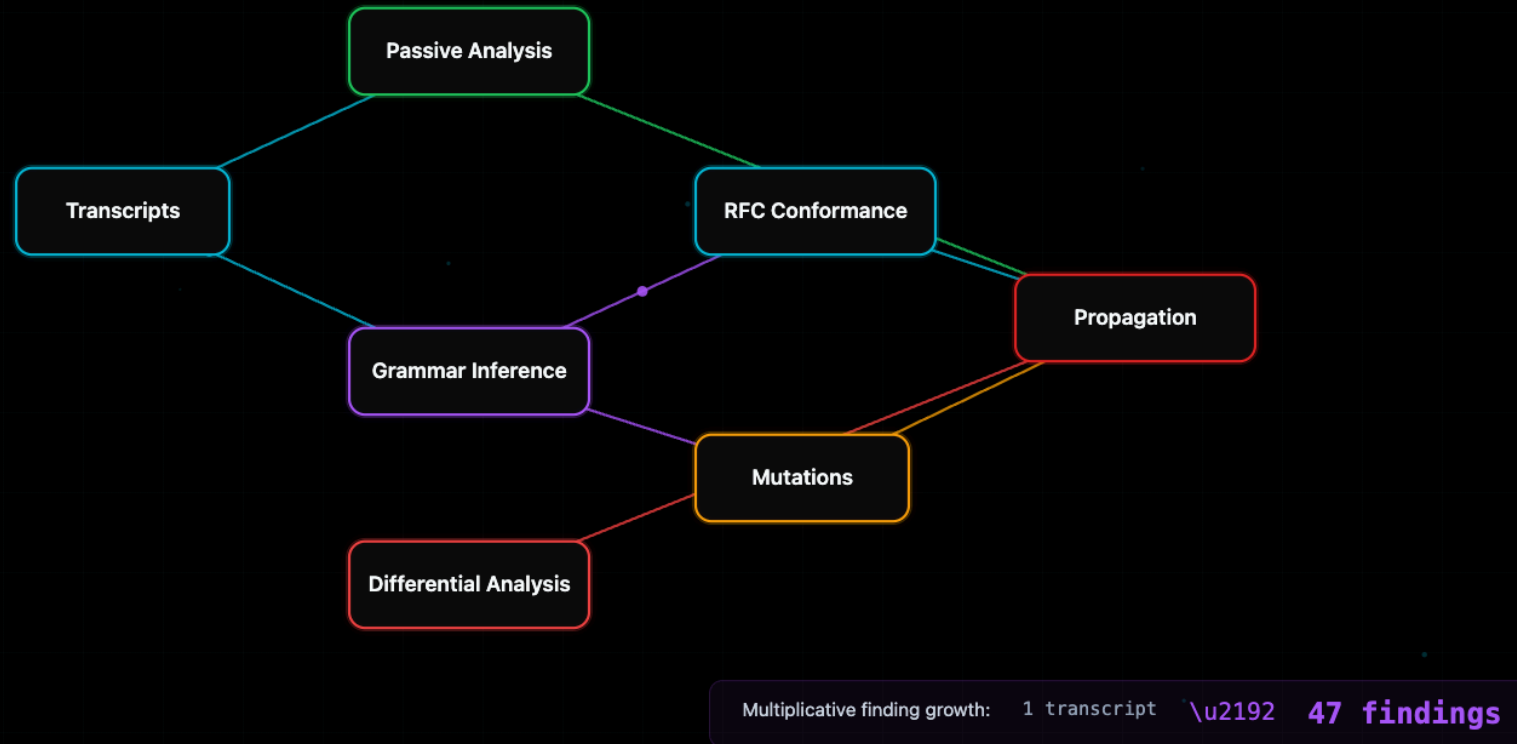 Passive Analysis
Transcripts
RFC Conformance
Propagation
Grammar Inference
Mutations
Differential Analysis
Multiplicative finding growth: 1 transcript \u2192 47 findings